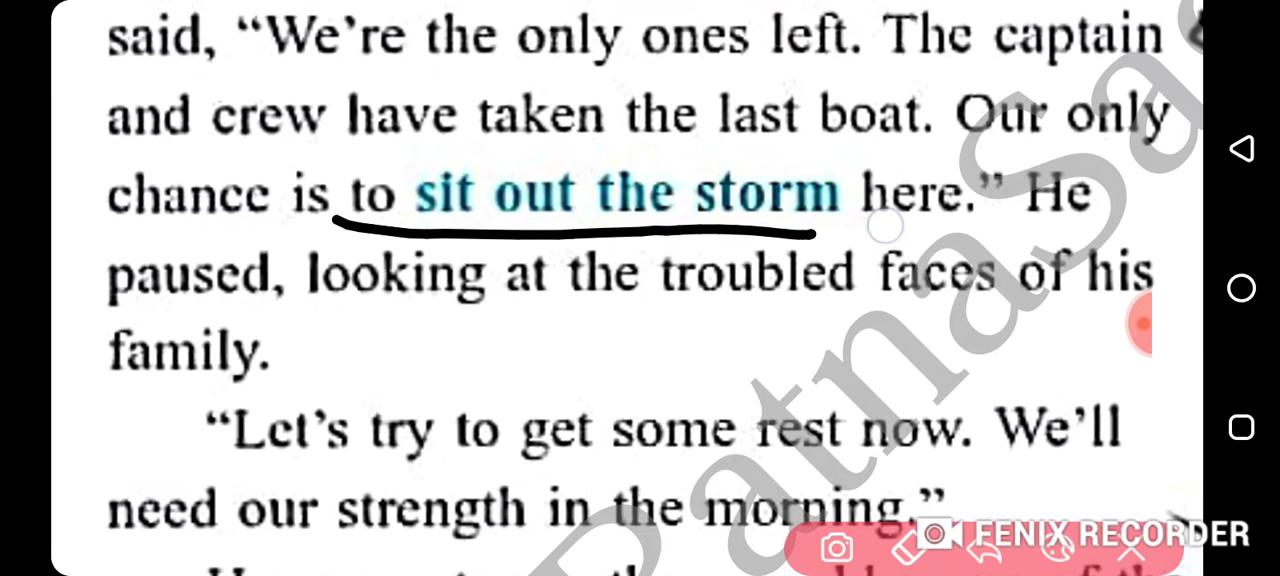 said, “We’re the only ones left. The captain
and crew have taken the last boat. Our only
chance is to sit out the storm here.” He
paused, looking at the troubled faces of his
family.
“Let’s try to get some rest now. We’ll
need our strength in the morning.”
PatnaSa
FENIX RECORDER